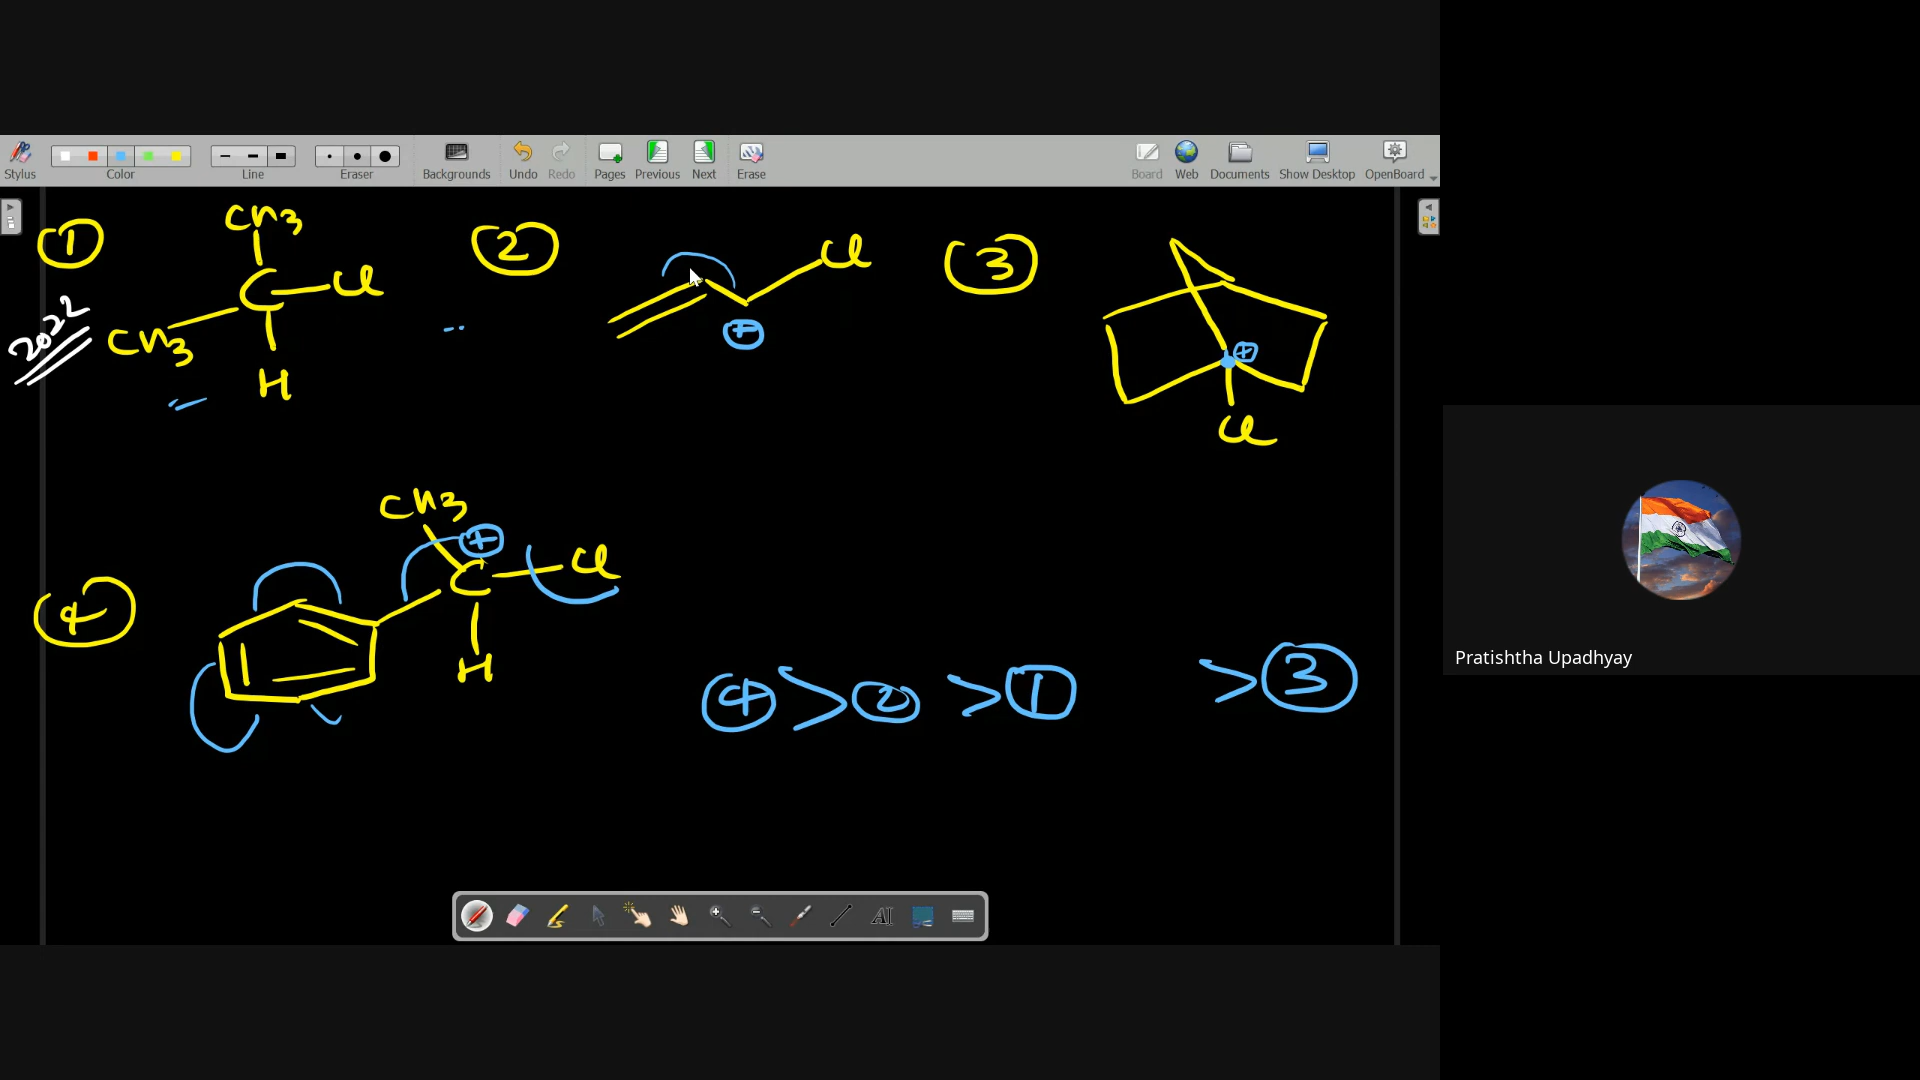 Stylus
Color
Line
Eraser
Backgrounds
Undo
Redo
Pages
Previous
Next
Erase
Board
Web
Documents
Show Desktop
OpenBoard
1
CH3
C
Cl
CH3
H
2022
2
Cl
+
3
+
Cl
4
CH3
+
C
Cl
H
4 > 2 > 1 > 3
Pratishtha Upadhyay
AI